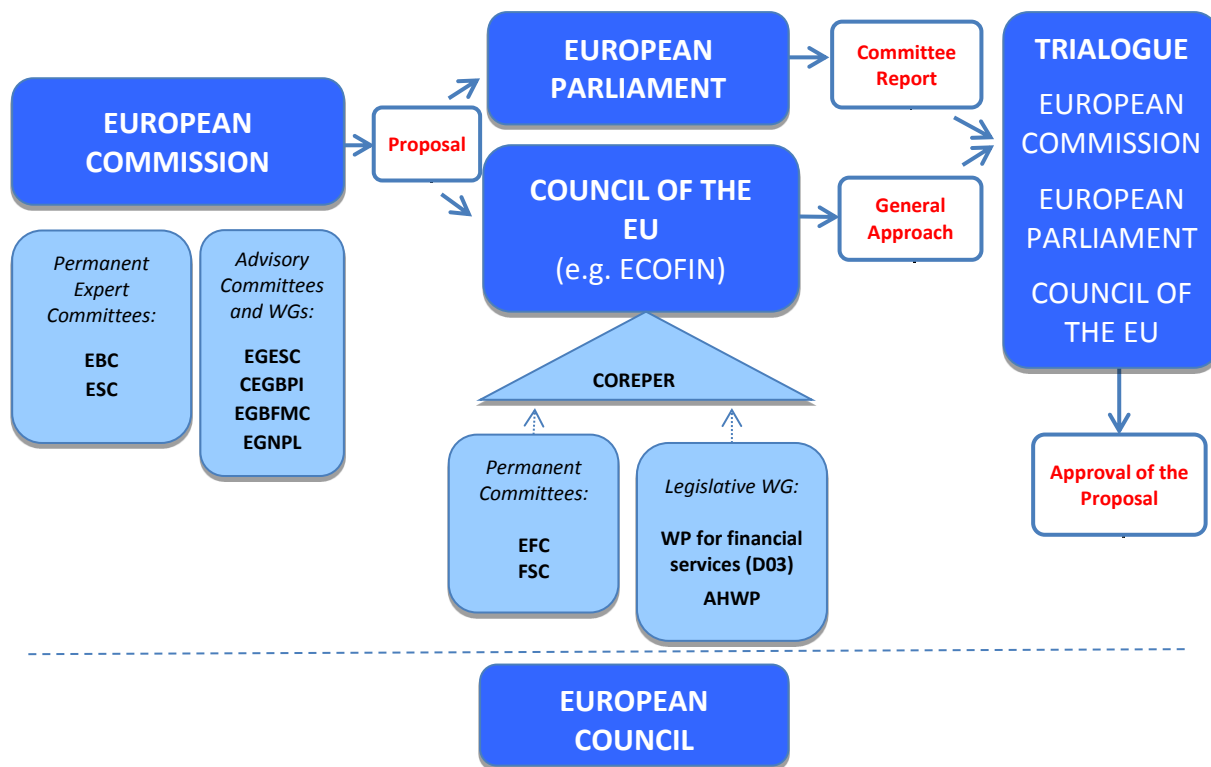 EUROPEAN
COMMISSION
Permanent
Expert
Committees:
EBC
ESC
Advisory
Committees
and WGs:
EGESC
CEGBPI
EGBFMC
EGNPL
Proposal
EUROPEAN
PARLIAMENT
COUNCIL OF THE
EU
(e.g. ECOFIN)
COREPER
Permanent
Committees:
EFC
FSC
Legislative WG:
WP for financial
services (D03)
AHWP
Committee
Report
General
Approach
TRIALOGUE
EUROPEAN
COMMISSION
EUROPEAN
PARLIAMENT
COUNCIL OF
THE EU
Approval of the
Proposal
EUROPEAN
COUNCIL